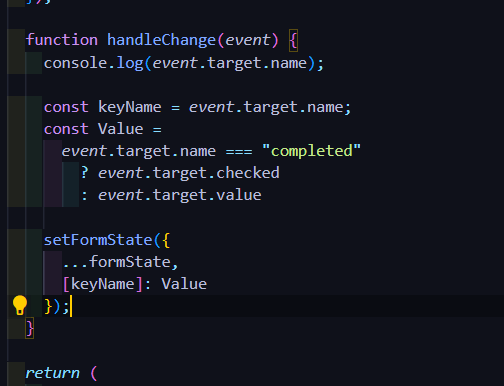 });
function handleChange(event) {
console.log(event.target.name);
const keyName = event.target.name;
const Value =
event.target.name === "completed"
? event.target.checked
: event.target.value
setFormState({
...formState,
[keyName]: Value
});
}
return (